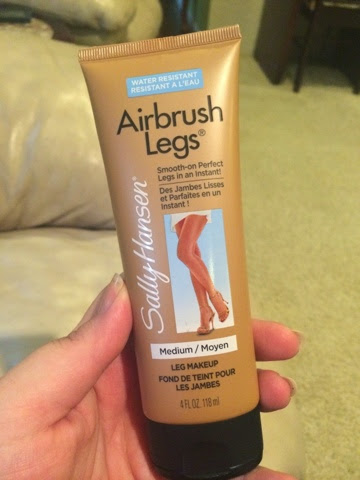 WATER RESISTANT
RÉSISTANT À L'EAU
Airbrush
Legs®
Smooth-on Perfect
Legs in an Instant!
Des Jambes Lisses
et Parfaites en un
Instant !
Sally Hansen®
Medium / Moyen
LEG MAKEUP
FOND DE TEINT POUR
LES JAMBES
4 FL OZ. 118 ml